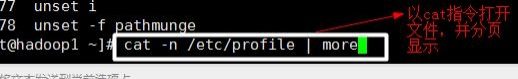 77  unset i
78  unset -f pathmunge
t@hadoop1 ~]# cat -n /etc/profile | more
以cat指令打开
文件，并分页
显示